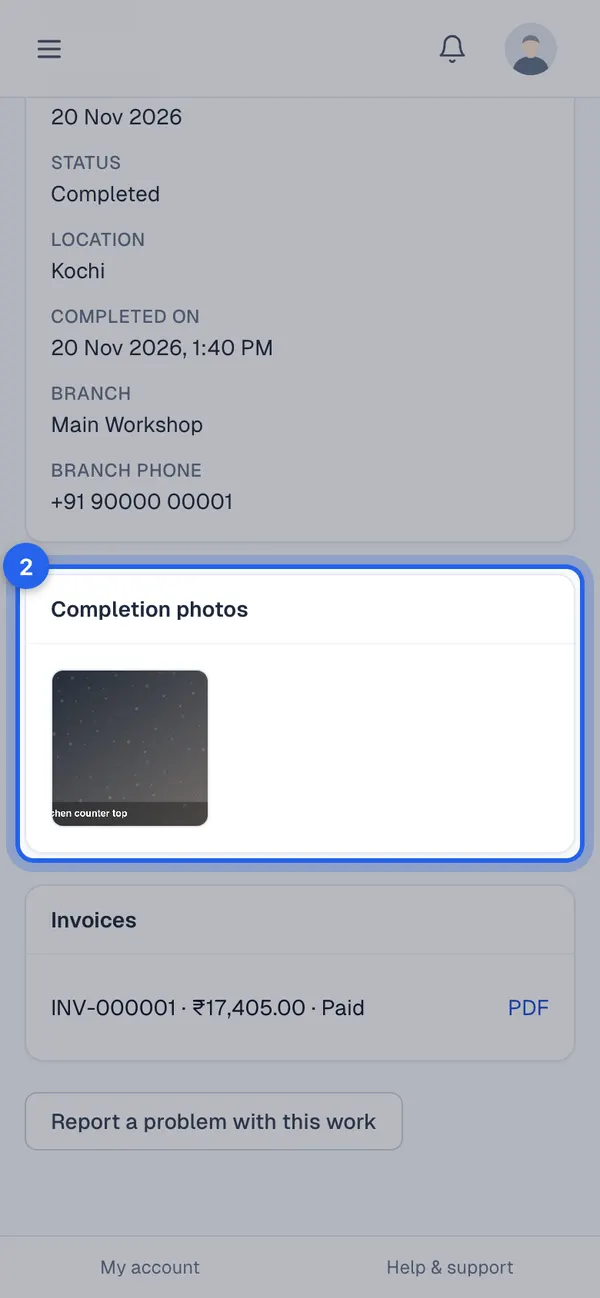 20 Nov 2026
STATUS
Completed
LOCATION
Kochi
COMPLETED ON
20 Nov 2026, 1:40 PM
BRANCH
Main Workshop
BRANCH PHONE
+91 90000 00001
2
Completion photos
chen counter top
Invoices
INV-000001 · ₹17,405.00 · Paid PDF
Report a problem with this work
My account Help & support